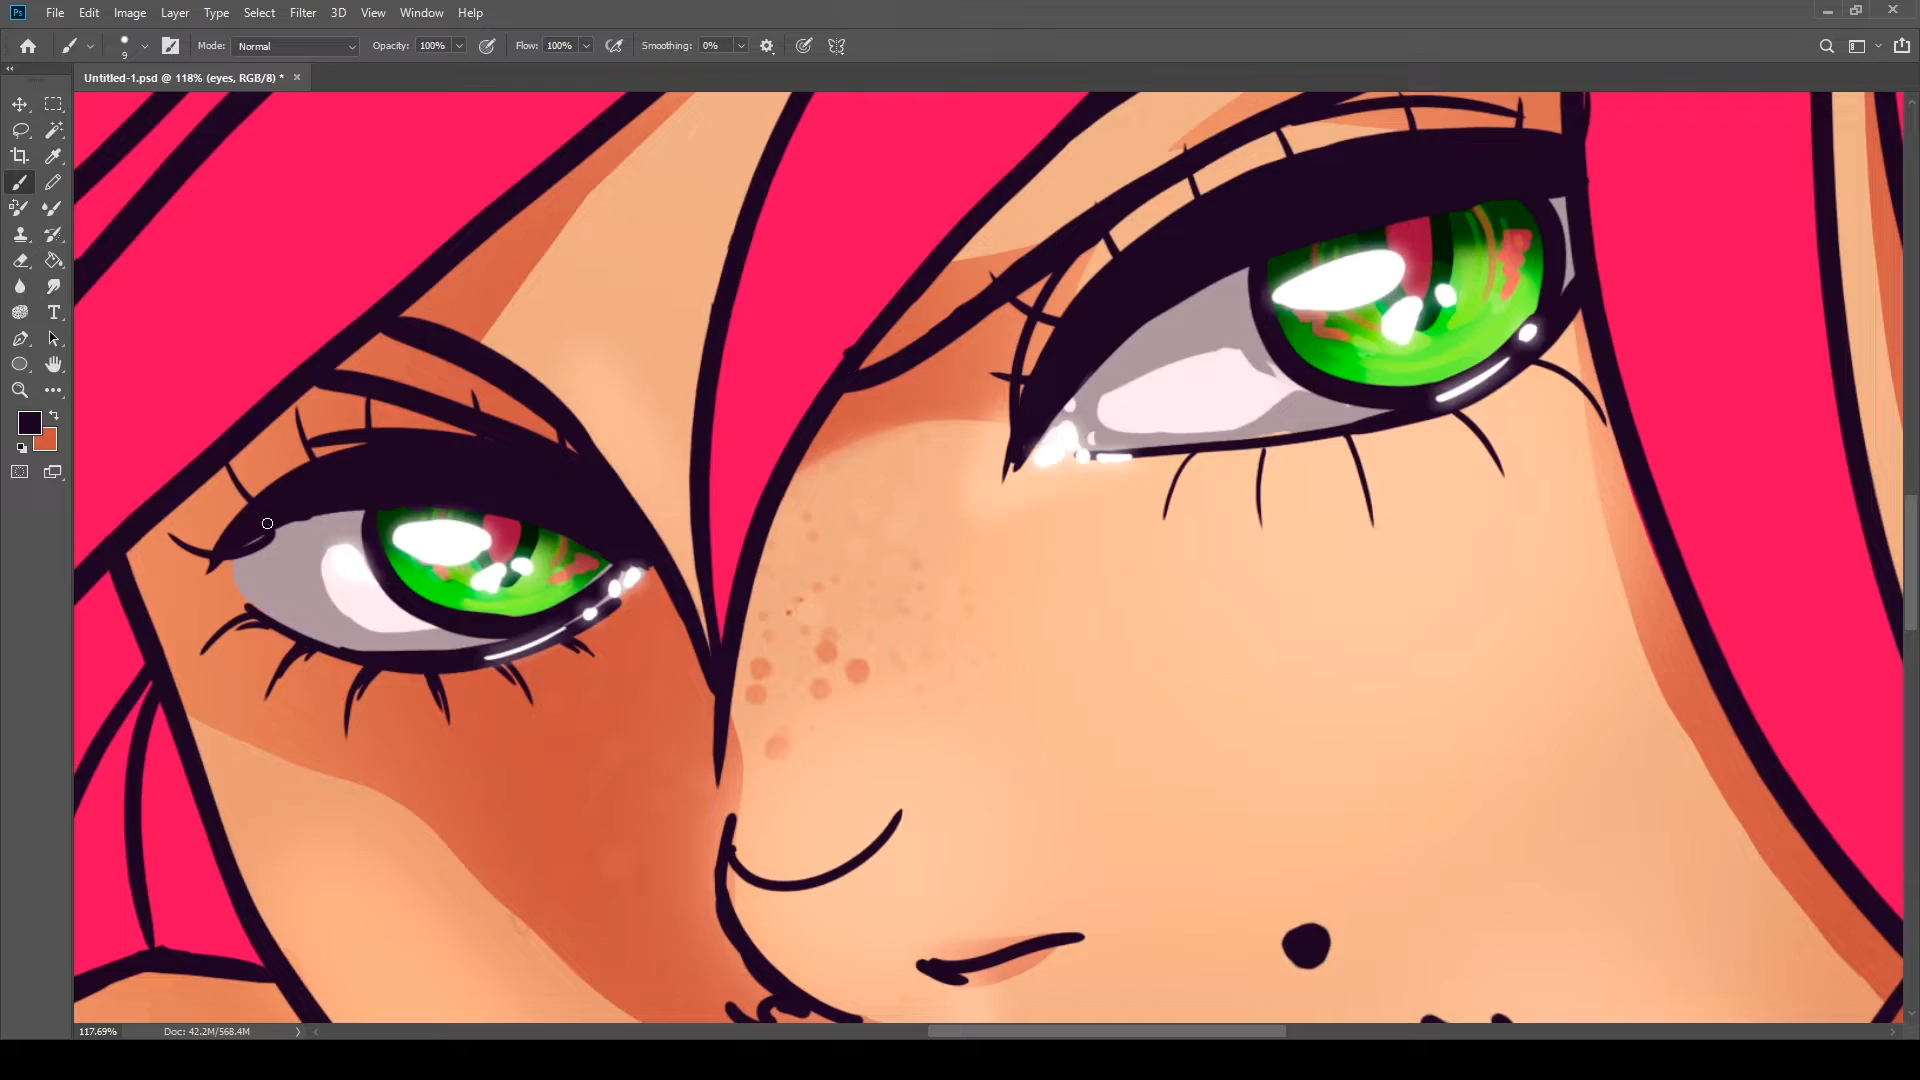 Ps File Edit Image Layer Type Select Filter 3D View Window Help
9 Mode: Normal Opacity: 100% Flow: 100% Smoothing: 0%
Untitled-1.psd @ 118% (eyes, RGB/8) *
T
117.69% Doc: 42.2M/568.4M